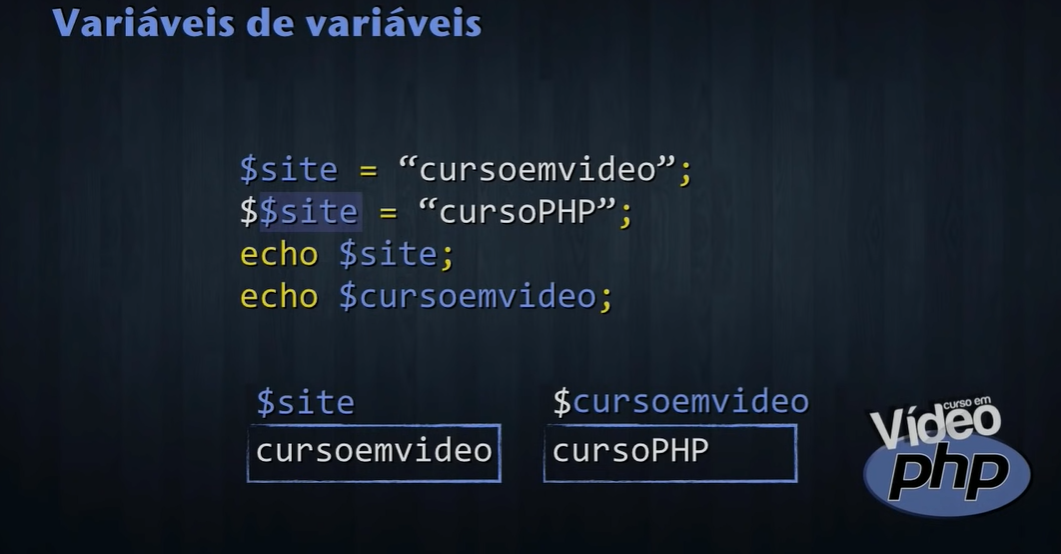 Variáveis de variáveis
$site = “cursoemvideo”;
$$site = “cursoPHP”;
echo $site;
echo $cursoemvideo;
$site $cursoemvideo
cursoemvideo cursoPHP
curso em
Vídeo
php